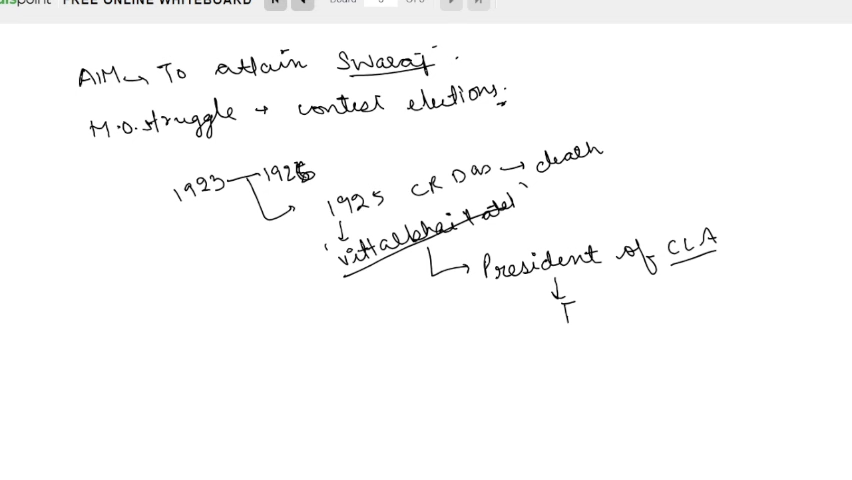 FREE ONLINE WHITEBOARD
AIM → To attain Swaraj.
M.O. struggle → contest elections.
1923 - 1926
1925 CR Das → death
↓
'Vittalbhai Patel'
→ President of CLA
↓
T